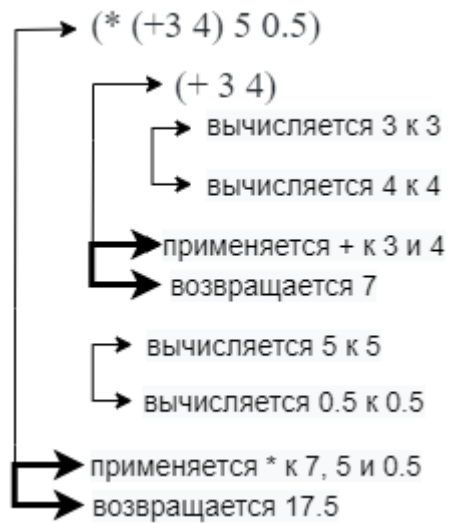 (* (+3 4) 5 0.5)
(+ 3 4)
вычисляется 3 к 3
вычисляется 4 к 4
применяется + к 3 и 4
возвращается 7
вычисляется 5 к 5
вычисляется 0.5 к 0.5
применяется * к 7, 5 и 0.5
возвращается 17.5